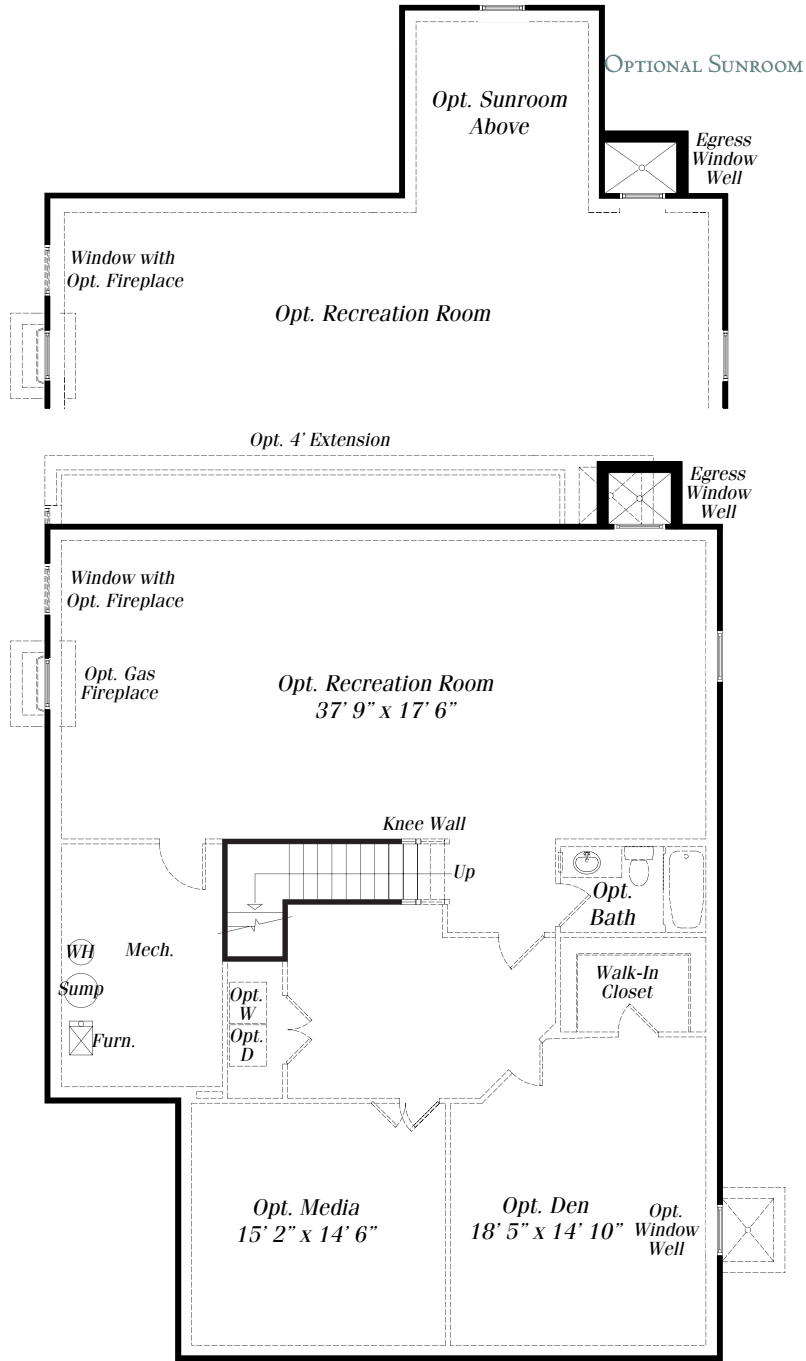 OPTIONAL SUNROOM
Opt. Sunroom
Above
Egress
Window
Well
Window with
Opt. Fireplace
Opt. Recreation Room
Opt. 4’ Extension
Egress
Window
Well
Window with
Opt. Fireplace
Opt. Gas
Fireplace
Opt. Recreation Room
37’ 9” x 17’ 6”
Knee Wall
Up
Opt.
Bath
WH
Mech.
Sump
Furn.
Opt.
W
Opt.
D
Walk-In
Closet
Opt. Media
15’ 2” x 14’ 6”
Opt. Den
18’ 5” x 14’ 10”
Opt.
Window
Well